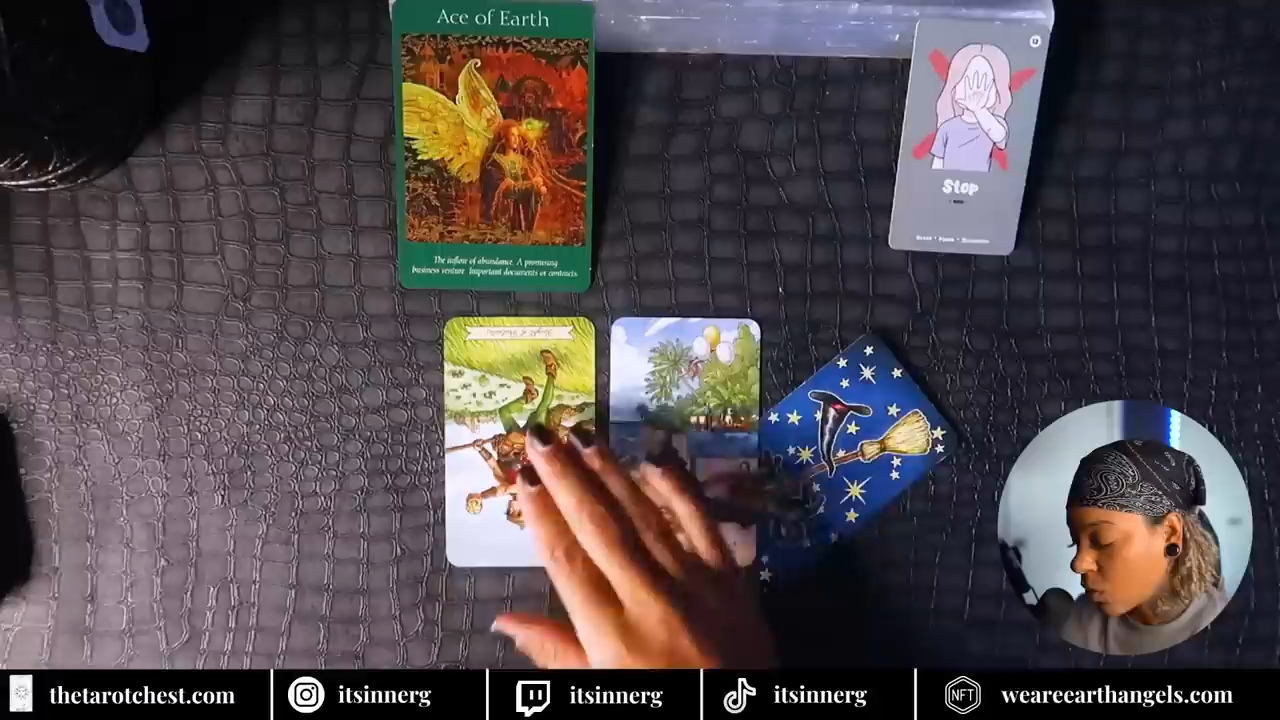 Ace of Earth
The inflow of abundance. A promising
business venture Important documents or contracts
Stop
thetarotchest.com
itsinnerg
itsinnerg
itsinnerg
NFT
weareearthangels.com